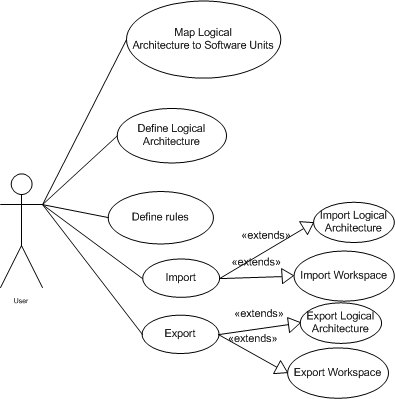 Map Logical
Architecture to Software Units
Define Logical
Architecture
Define rules
Import Logical
Architecture
«extends»
«extends»
Import
Import Workspace
Export Logical
Architecture
«extends»
Export
«extends»
Export Workspace
User